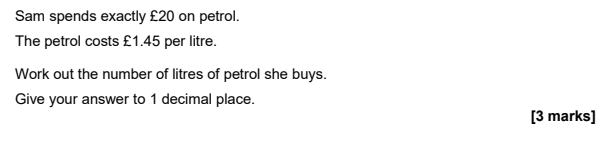 Sam spends exactly £20 on petrol.
The petrol costs £1.45 per litre.
Work out the number of litres of petrol she buys.
Give your answer to 1 decimal place.
[3 marks]